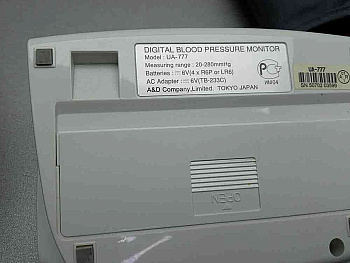 DIGITAL BLOOD PRESSURE MONITOR
Model : UA-777
Measuring range : 20-280mmHg
Batteries : ⎓ 6V(4 x R6P or LR6)
AC Adapter : ⎓ 6V(TB-233C)
A&D Company,Limited. TOKYO JAPAN
UA-777
OPEN